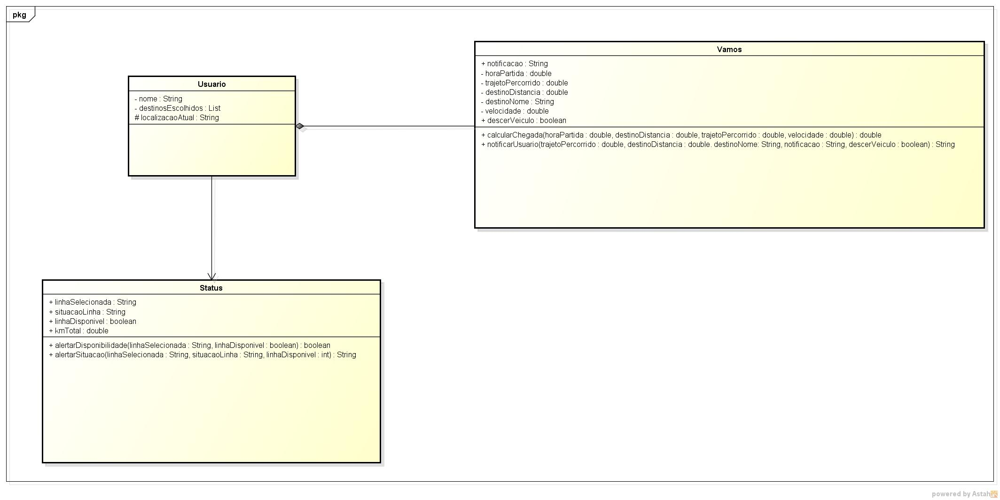 pkg
Usuario
- nome : String
- destinosEscolhidos : List
# localizacaoAtual : String
Vamos
+ notificacao : String
- horaPartida : double
- trajetoPercorrido : double
- destinoDistancia : double
- destinoNome : String
- velocidade : double
+ descerVeiculo : boolean
+ calcularChegada(horaPartida : double, destinoDistancia : double, trajetoPercorrido : double, velocidade : double) : double
+ notificarUsuario(trajetoPercorrido : double, destinoDistancia : double. destinoNome: String, notificacao : String, descerVeiculo : boolean) : String
Status
+ linhaSelecionada : String
+ situacaoLinha : String
+ linhaDisponivel : boolean
+ kmTotal : double
+ alertarDisponibilidade(linhaSelecionada : String, linhaDisponivel : boolean) : boolean
+ alertarSituacao(linhaSelecionada : String, situacaoLinha : String, linhaDisponivel : int) : String
powered by Astah